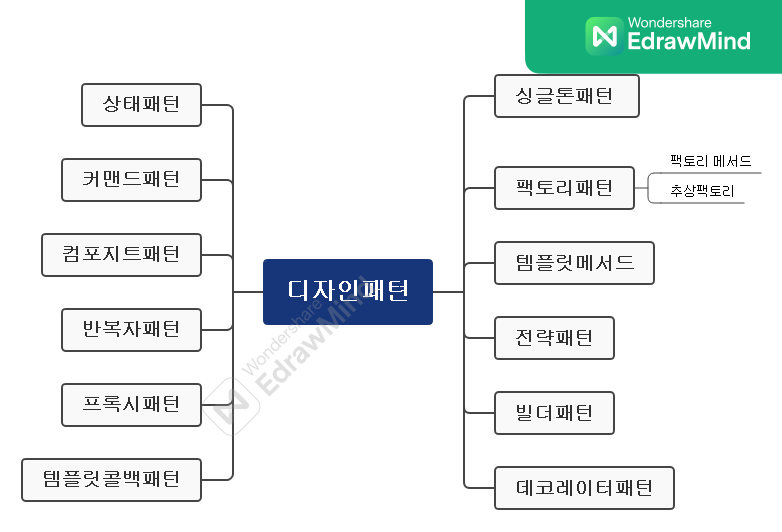 Wondershare
EdrawMind
상태패턴
커맨드패턴
컴포지트패턴
반복자패턴
프록시패턴
템플릿콜백패턴
디자인패턴
싱글톤패턴
팩토리패턴
팩토리 메서드
추상팩토리
템플릿메서드
전략패턴
빌더패턴
데코레이터패턴
Wondershare
EdrawMind